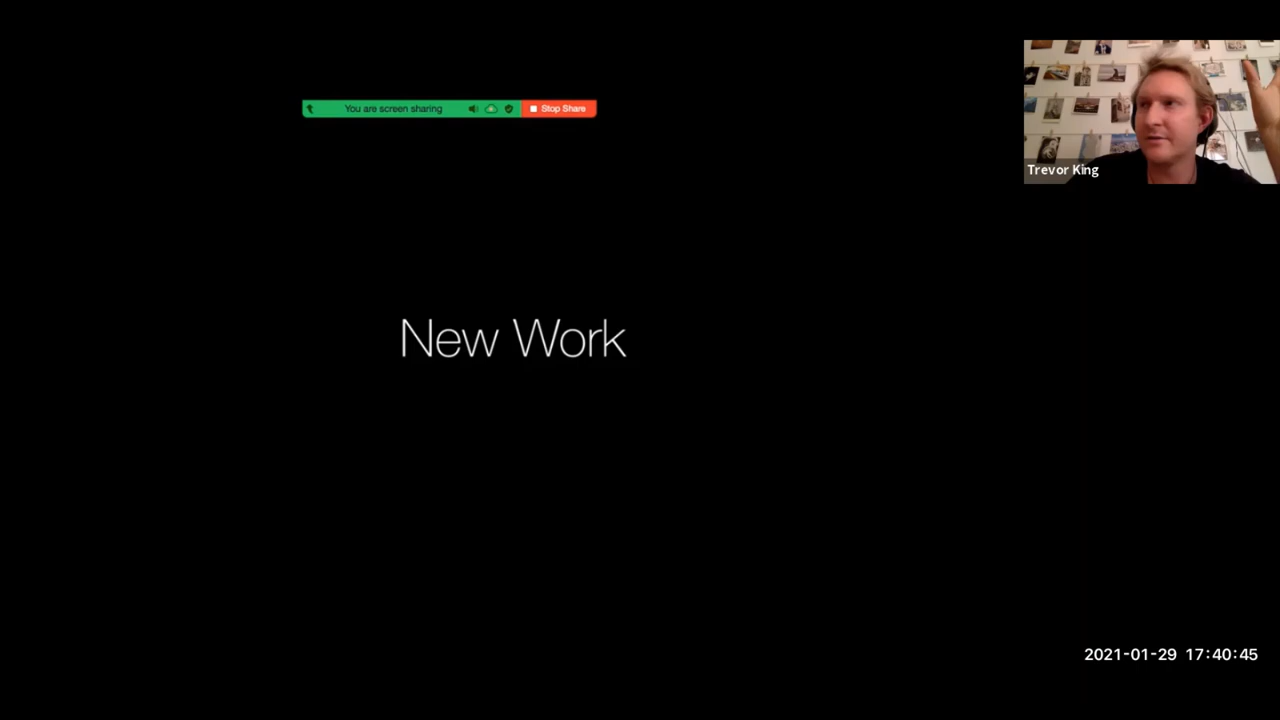 You are screen sharing
Stop Share
Trevor King
New Work
2021-01-29 17:40:45